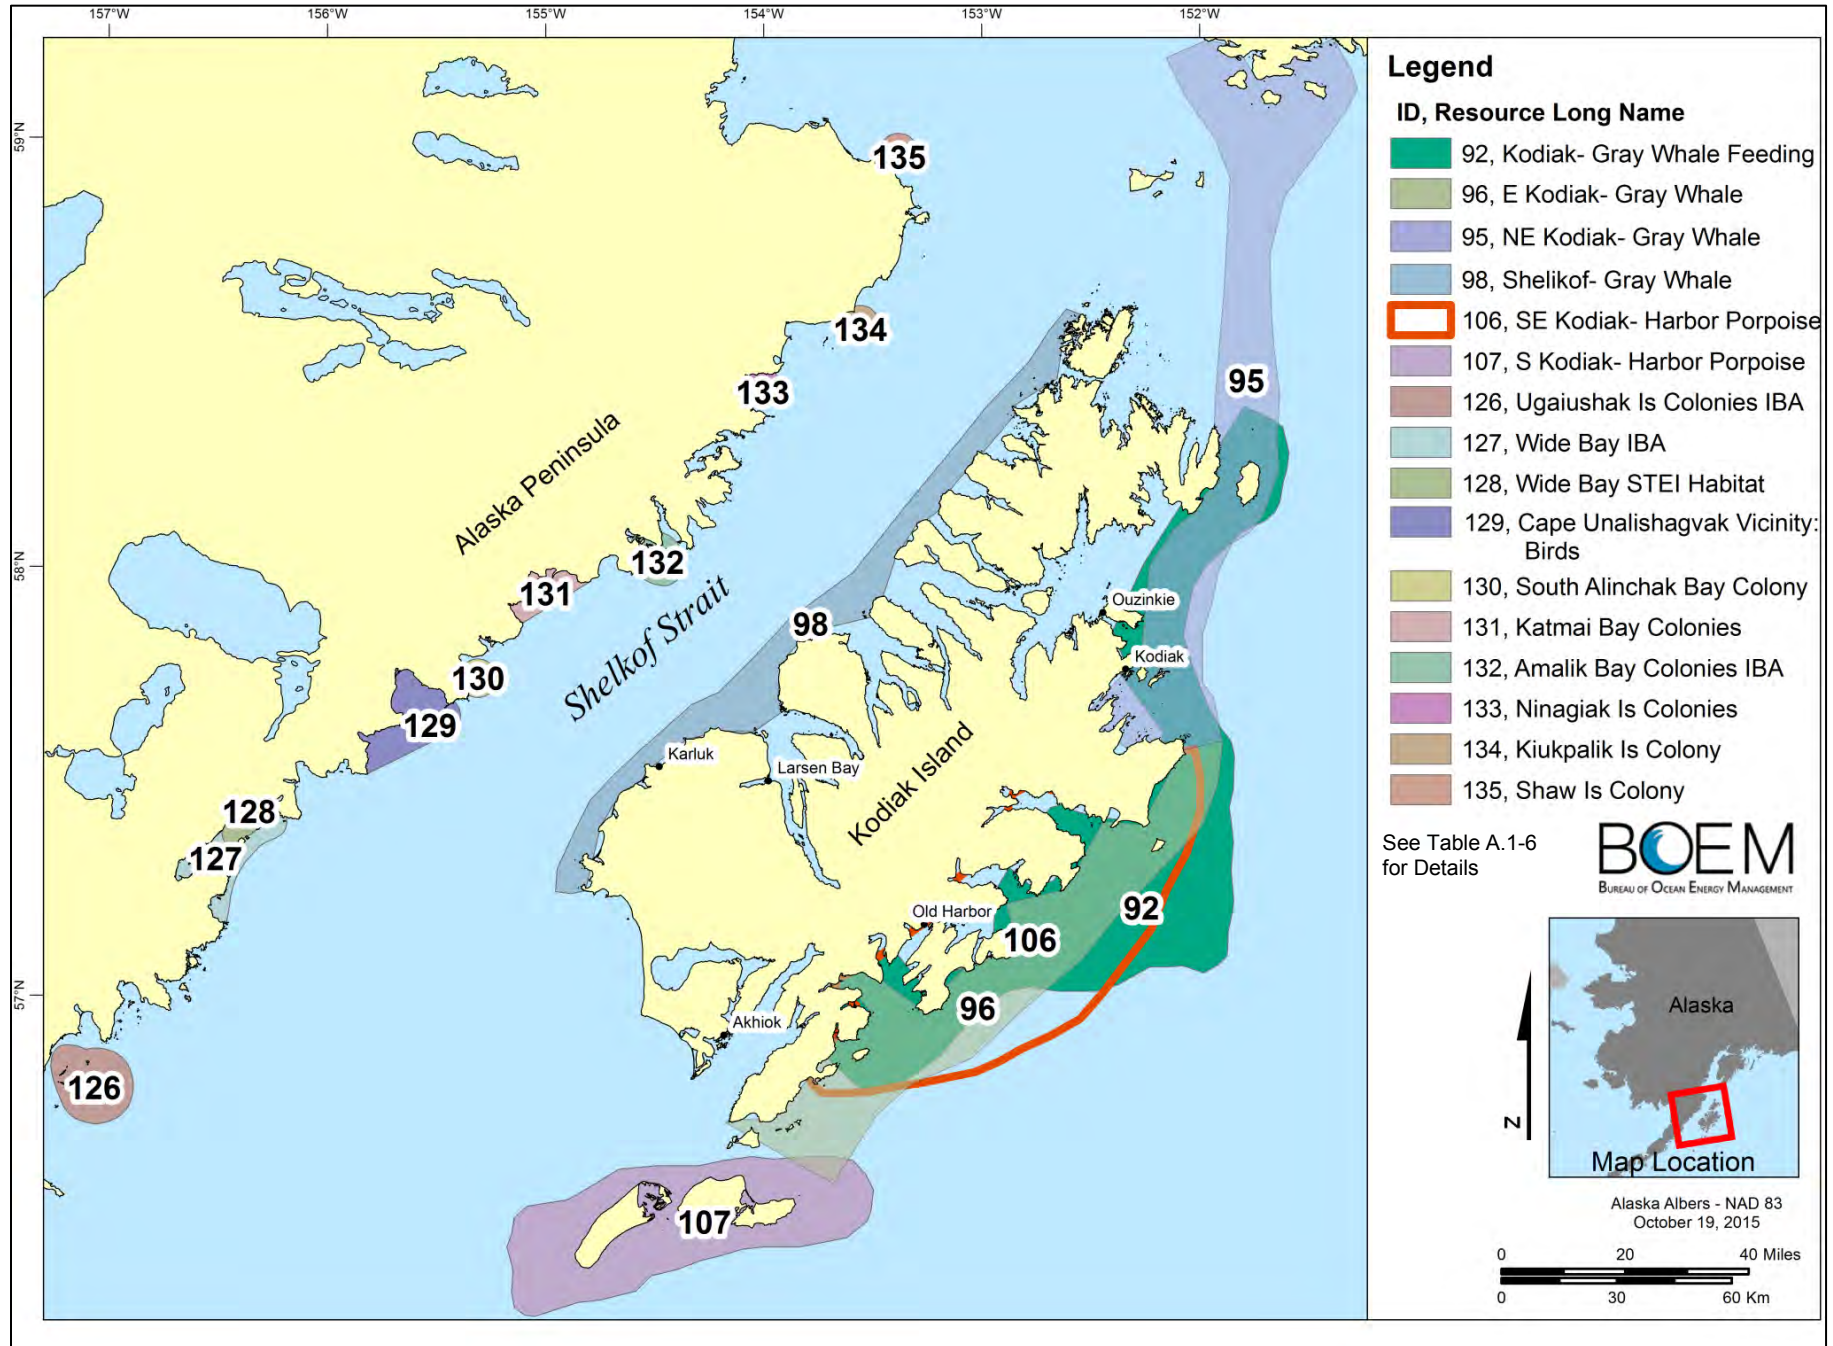 157°W
156°W
155°W
154°W
153°W
152°W
59°N
58°N
57°N
135
134
133
95
Alaska Peninsula
132
131
Shelkof Strait
98
Ouzinkie
Kodiak
130
129
Karluk
Larsen Bay
Kodiak Island
128
127
Old Harbor
92
106
96
Akhiok
126
107
Legend
ID, Resource Long Name
92, Kodiak- Gray Whale Feeding
96, E Kodiak- Gray Whale
95, NE Kodiak- Gray Whale
98, Shelikof- Gray Whale
106, SE Kodiak- Harbor Porpoise
107, S Kodiak- Harbor Porpoise
126, Ugaiushak Is Colonies IBA
127, Wide Bay IBA
128, Wide Bay STEI Habitat
129, Cape Unalishagvak Vicinity:
Birds
130, South Alinchak Bay Colony
131, Katmai Bay Colonies
132, Amalik Bay Colonies IBA
133, Ninagiak Is Colonies
134, Kiukpalik Is Colony
135, Shaw Is Colony
See Table A.1-6
for Details
BOEM
BUREAU OF OCEAN ENERGY MANAGEMENT
N
Alaska
Map Location
Alaska Albers - NAD 83
October 19, 2015
0 20 40 Miles
0 30 60 Km